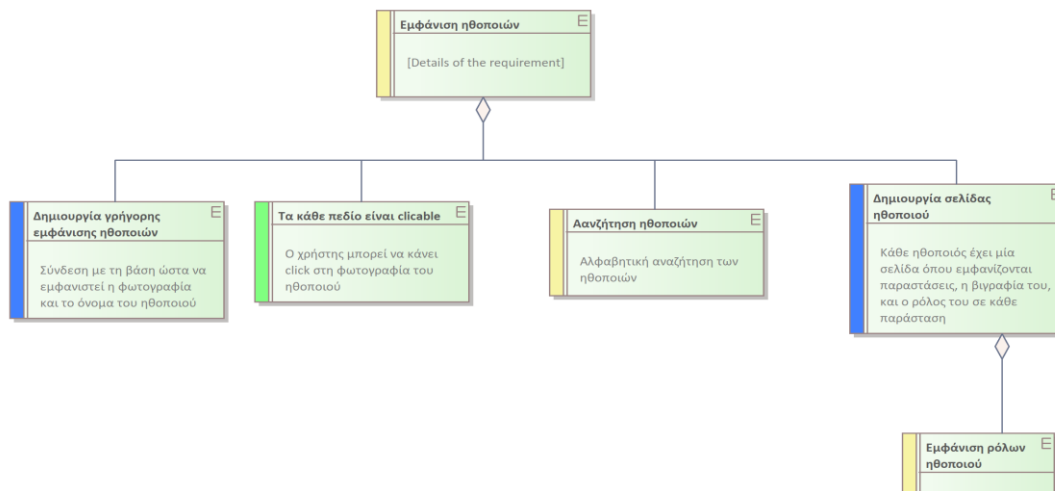 Εμφάνιση ηθοποιών
[Details of the requirement]
Δημιουργία γρήγορης
εμφάνισης ηθοποιών
Σύνδεση με τη βάση ώστα να
εμφανιστεί η φωτογραφία
και το όνομα του ηθοποιού
Τα κάθε πεδίο είναι clicable
Ο χρήστης μπορεί να κάνει
click στη φωτογραφία του
ηθοποιού
Αανζήτηση ηθοποιών
Αλφαβητική αναζήτηση των
ηθοποιών
Δημιουργία σελίδας
ηθοποιού
Κάθε ηθοποιός έχει μία
σελίδα όπου εμφανίζονται
παραστάσεις, η βιγραφία του,
και ο ρόλος του σε κάθε
παράσταση
Εμφάνιση ρόλων
ηθοποιού